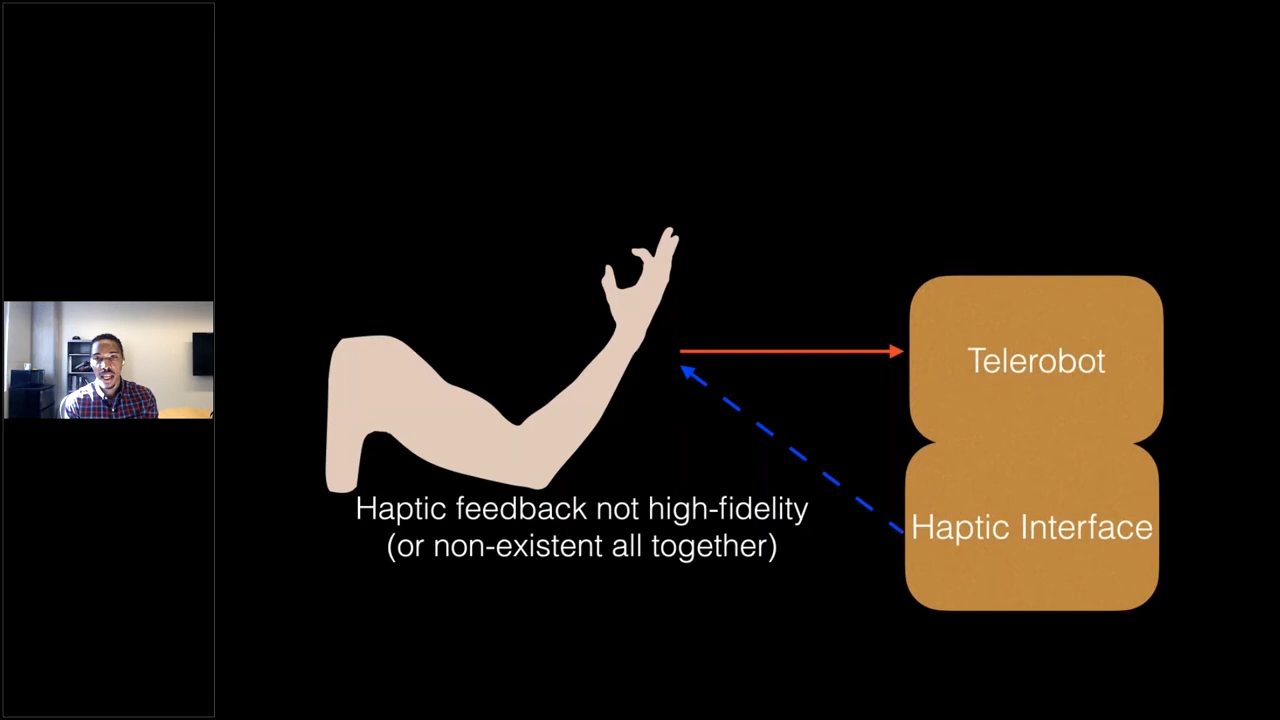 Telerobot
Haptic feedback not high-fidelity
(or non-existent all together)
Haptic Interface